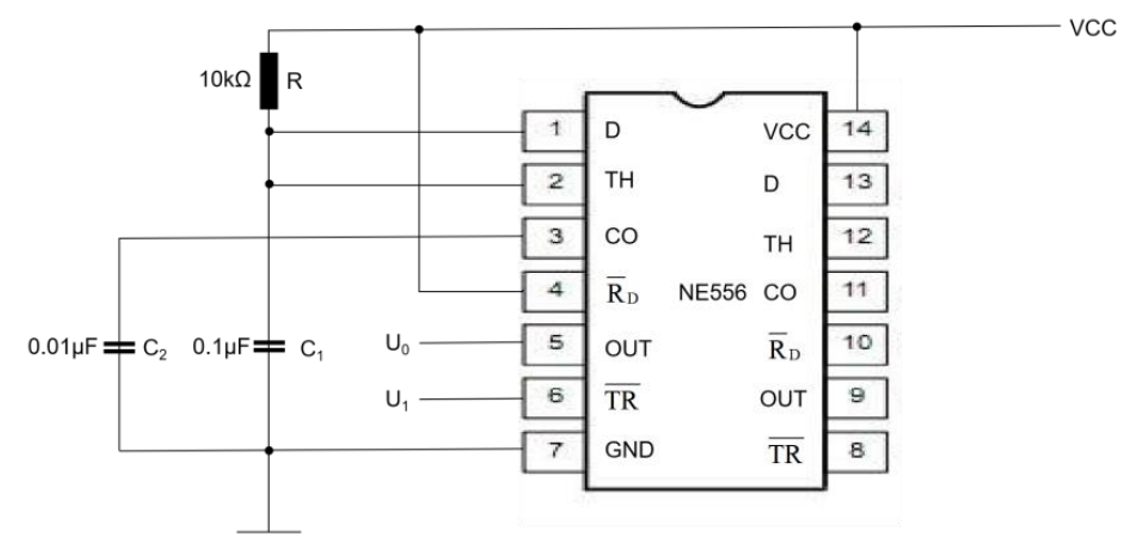 VCC
10kΩ R
1 D VCC 14
2 TH D 13
3 CO TH 12
4 R̅D NE556 CO 11
0.01μF C₂ 0.1μF C₁ U₀ 5 OUT R̅D 10
U₁ 6 T̅R̅ OUT 9
7 GND T̅R̅ 8